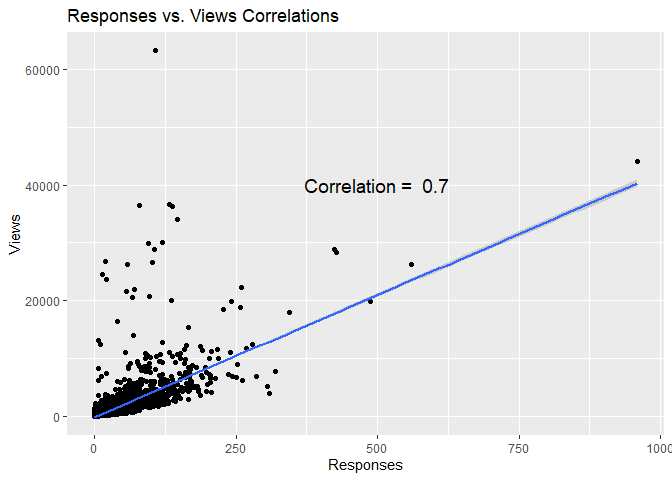 Responses vs. Views Correlations
60000
Correlation =  0.7
40000
Views
20000
0
0
250
500
750
1000
Responses